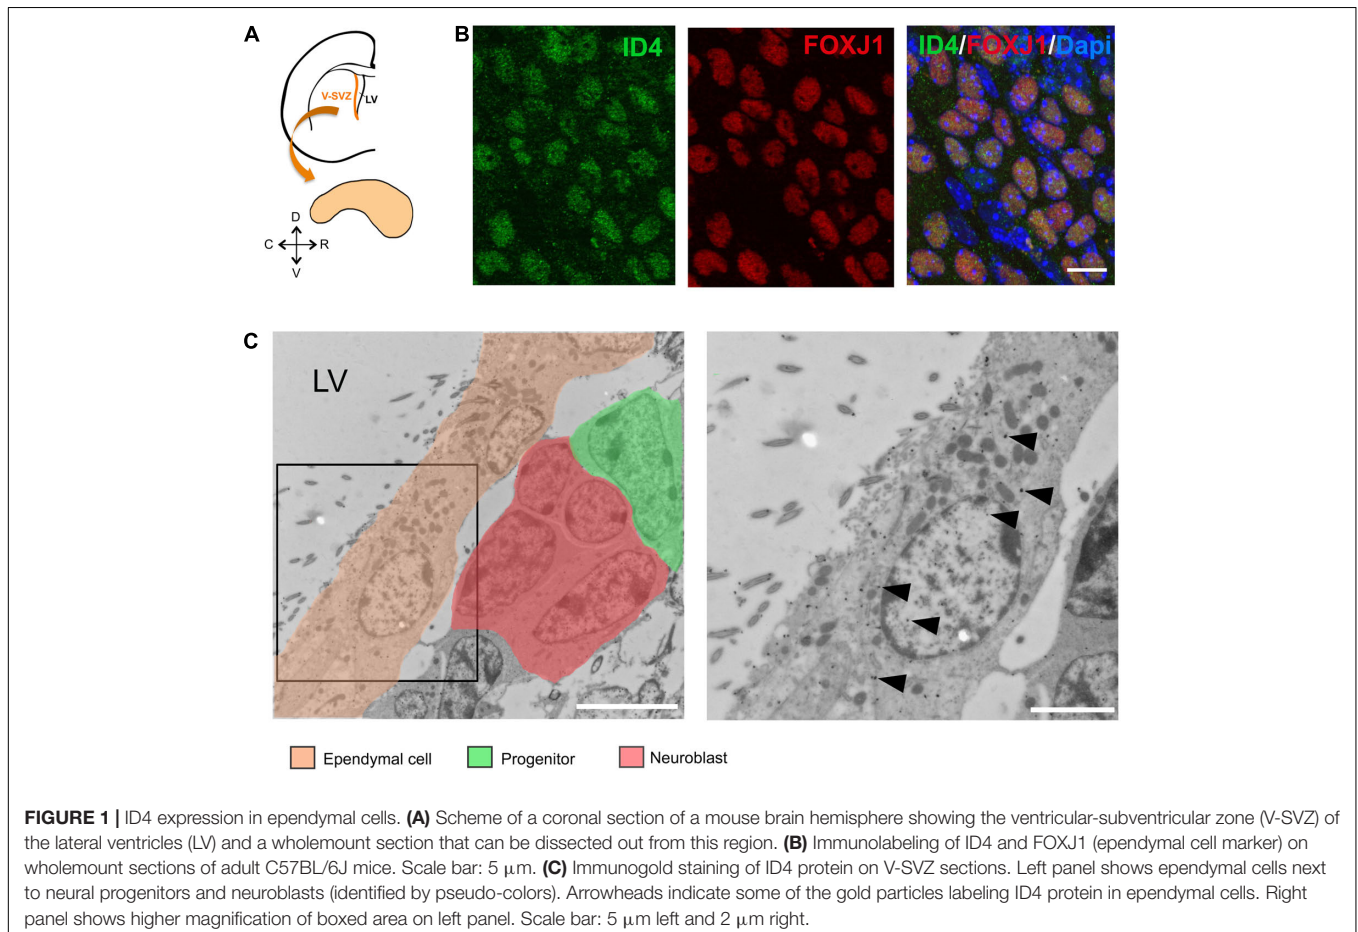 A
V-SVZ
LV
D
C
R
V
B
ID4
FOXJ1
ID4/FOXJ1/Dapi
C
LV
Ependymal cell
Progenitor
Neuroblast
FIGURE 1 | ID4 expression in ependymal cells. (A) Scheme of a coronal section of a mouse brain hemisphere showing the ventricular-subventricular zone (V-SVZ) of
the lateral ventricles (LV) and a wholemount section that can be dissected out from this region. (B) Immunolabeling of ID4 and FOXJ1 (ependymal cell marker) on
wholemount sections of adult C57BL/6J mice. Scale bar: 5 μm. (C) Immunogold staining of ID4 protein on V-SVZ sections. Left panel shows ependymal cells next
to neural progenitors and neuroblasts (identified by pseudo-colors). Arrowheads indicate some of the gold particles labeling ID4 protein in ependymal cells. Right
panel shows higher magnification of boxed area on left panel. Scale bar: 5 μm left and 2 μm right.